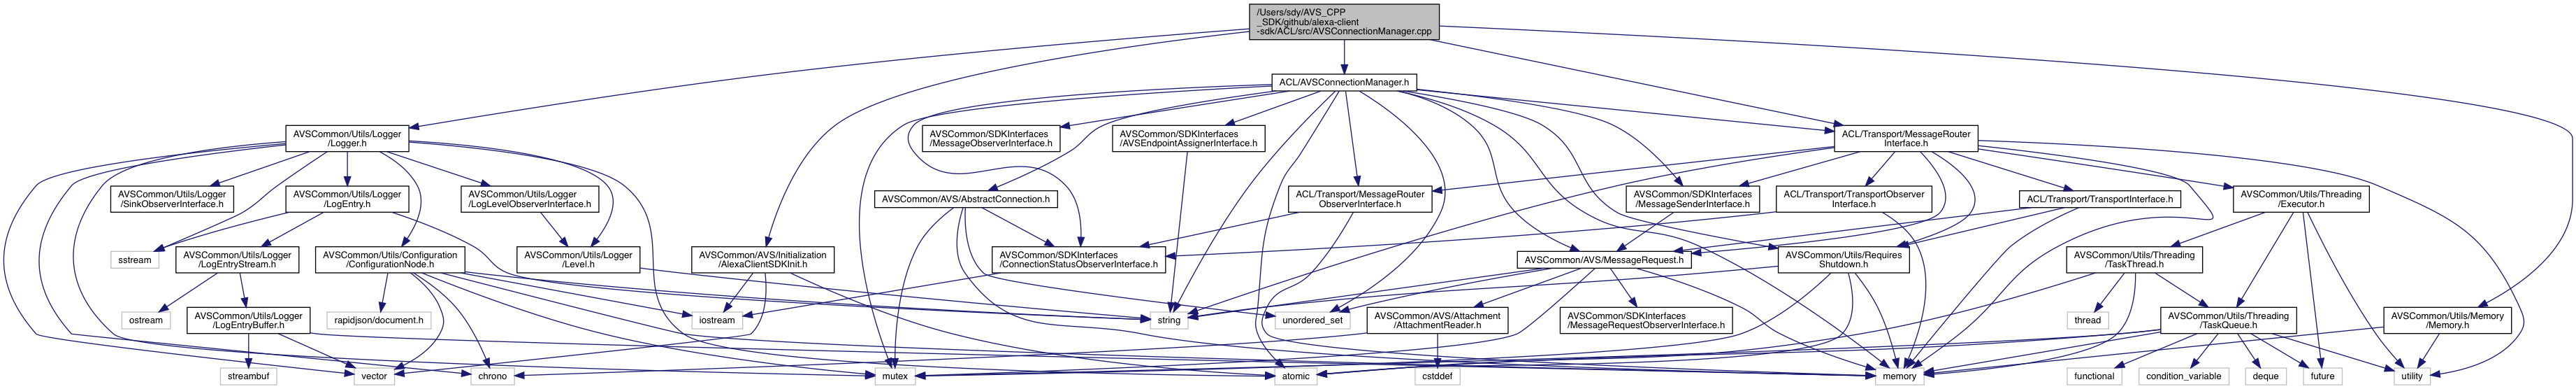 /Users/sdy/AVS_CPP
_SDK/github/alexa-client
-sdk/ACL/src/AVSConnectionManager.cpp
ACL/AVSConnectionManager.h
AVSCommon/Utils/Logger
/Logger.h
AVSCommon/SDKInterfaces
/MessageObserverInterface.h
AVSCommon/SDKInterfaces
/AVSEndpointAssignerInterface.h
ACL/Transport/MessageRouter
Interface.h
AVSCommon/Utils/Logger
/SinkObserverInterface.h
AVSCommon/Utils/Logger
/LogEntry.h
AVSCommon/Utils/Logger
/LogLevelObserverInterface.h
AVSCommon/AVS/AbstractConnection.h
ACL/Transport/MessageRouter
ObserverInterface.h
AVSCommon/SDKInterfaces
/MessageSenderInterface.h
ACL/Transport/TransportObserver
Interface.h
ACL/Transport/TransportInterface.h
AVSCommon/Utils/Threading
/Executor.h
sstream
AVSCommon/Utils/Logger
/LogEntryStream.h
AVSCommon/Utils/Configuration
/ConfigurationNode.h
AVSCommon/Utils/Logger
/Level.h
AVSCommon/AVS/Initialization
/AlexaClientSDKInit.h
AVSCommon/SDKInterfaces
/ConnectionStatusObserverInterface.h
AVSCommon/AVS/MessageRequest.h
AVSCommon/Utils/Requires
Shutdown.h
AVSCommon/Utils/Threading
/TaskThread.h
ostream
AVSCommon/Utils/Logger
/LogEntryBuffer.h
rapidjson/document.h
iostream
string
unordered_set
AVSCommon/AVS/Attachment
/AttachmentReader.h
AVSCommon/SDKInterfaces
/MessageRequestObserverInterface.h
thread
AVSCommon/Utils/Threading
/TaskQueue.h
AVSCommon/Utils/Memory
/Memory.h
streambuf
vector
chrono
mutex
atomic
cstddef
memory
functional
condition_variable
deque
future
utility